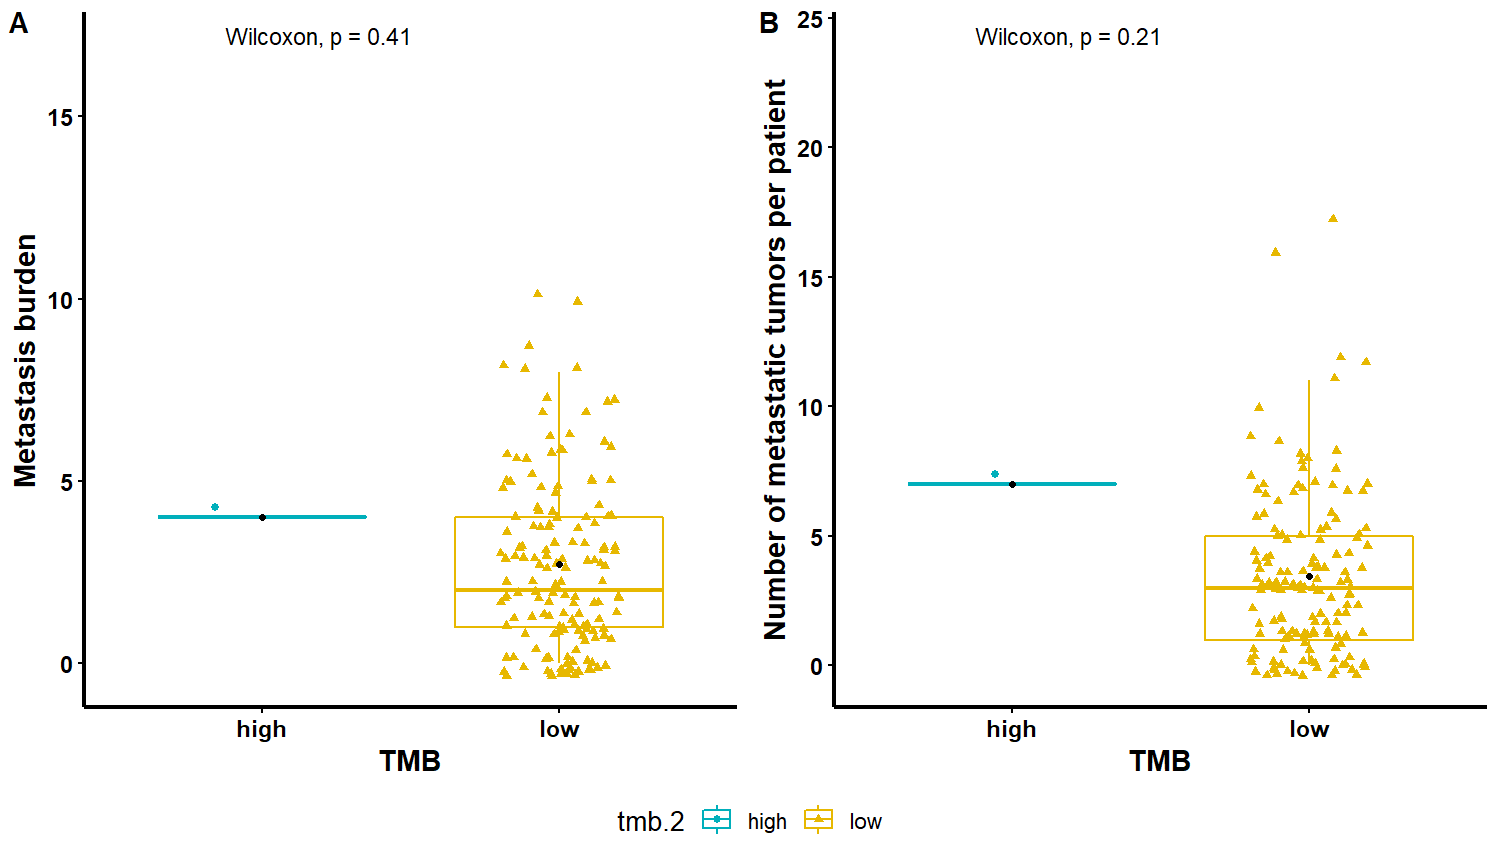 A
Wilcoxon, p = 0.41
15
10
5
0
Metastasis burden
high
low
TMB
B
Wilcoxon, p = 0.21
25
20
15
10
5
0
Number of metastatic tumors per patient
high
low
TMB
tmb.2 high low